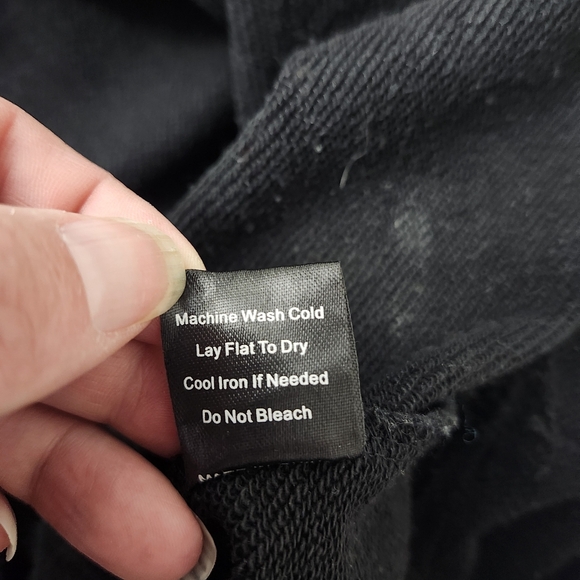 Machine Wash Cold
Lay Flat To Dry
Cool Iron If Needed
Do Not Bleach